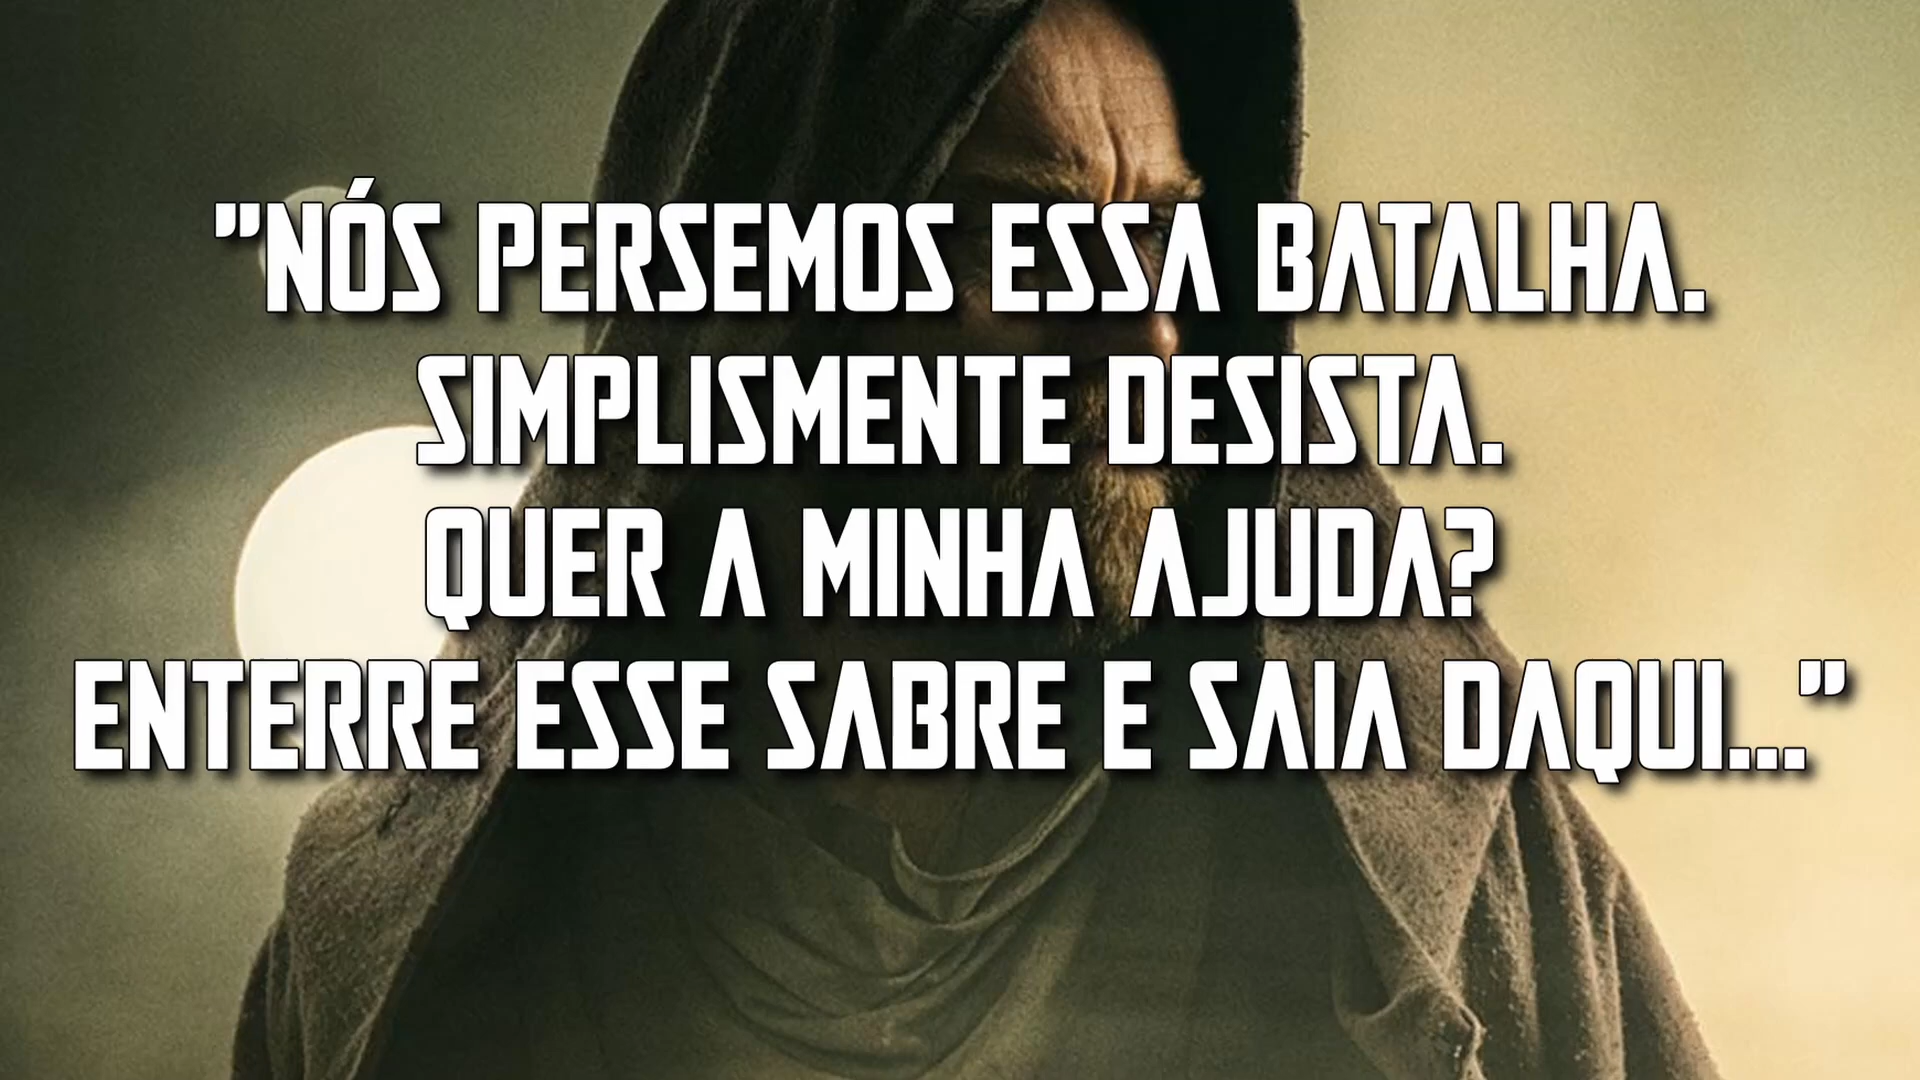 "NÓS PERSEMOS ESSA BATALHA.
SIMPLISMENTE DESISTA.
QUER A MINHA AJUDA?
ENTERRE ESSE SABRE E SAIA DAQUI..."